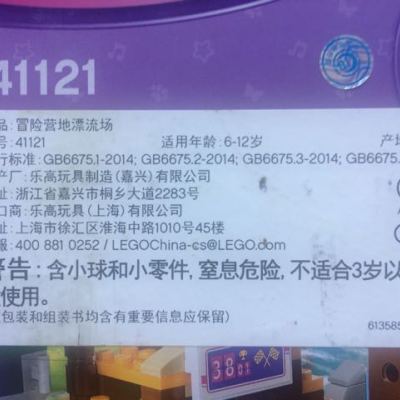 41121
品: 冒险营地漂流场
号: 41121 适用年龄: 6-12岁 产地
行标准: GB6675.1-2014; GB6675.2-2014; GB6675.3-2014; GB6675.
产厂: 乐高玩具制造(嘉兴)有限公司
址: 浙江省嘉兴市桐乡大道2283号
口商: 乐高玩具(上海)有限公司
址: 上海市徐汇区淮海中路1010号45楼
服: 400 881 0252 / LEGOChina-cs@LEGO.com
警告: 含小球和小零件, 窒息危险, 不适合3岁以
使用。
包装和组装书均含有重要信息应保留)
61358
38 01